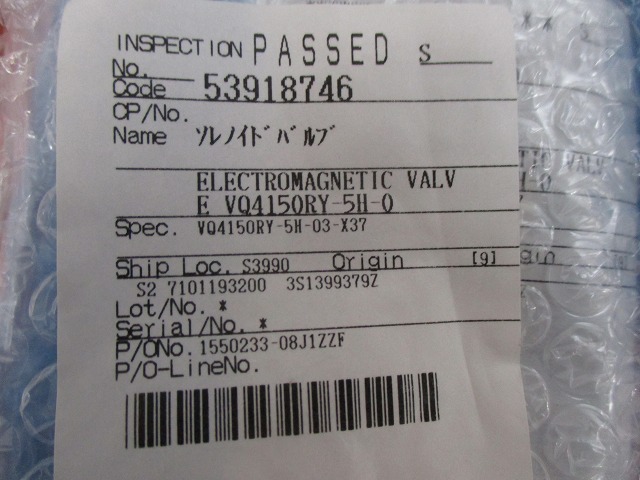 INSPECTION PASSED S
No.
Code 53918746
CP/No.
Name ｿﾚﾉｲﾄﾞﾊﾞﾙﾌﾞ
ELECTROMAGNETIC VALV
E VQ4150RY-5H-0
Spec. VQ4150RY-5H-03-X37
Ship Loc. S3990 Origin [9]
S2 7101193200 3S1399379Z
Lot/No. *
Serial/No. *
P/ONo. 1550233-08J1ZZF
P/O-LineNo.